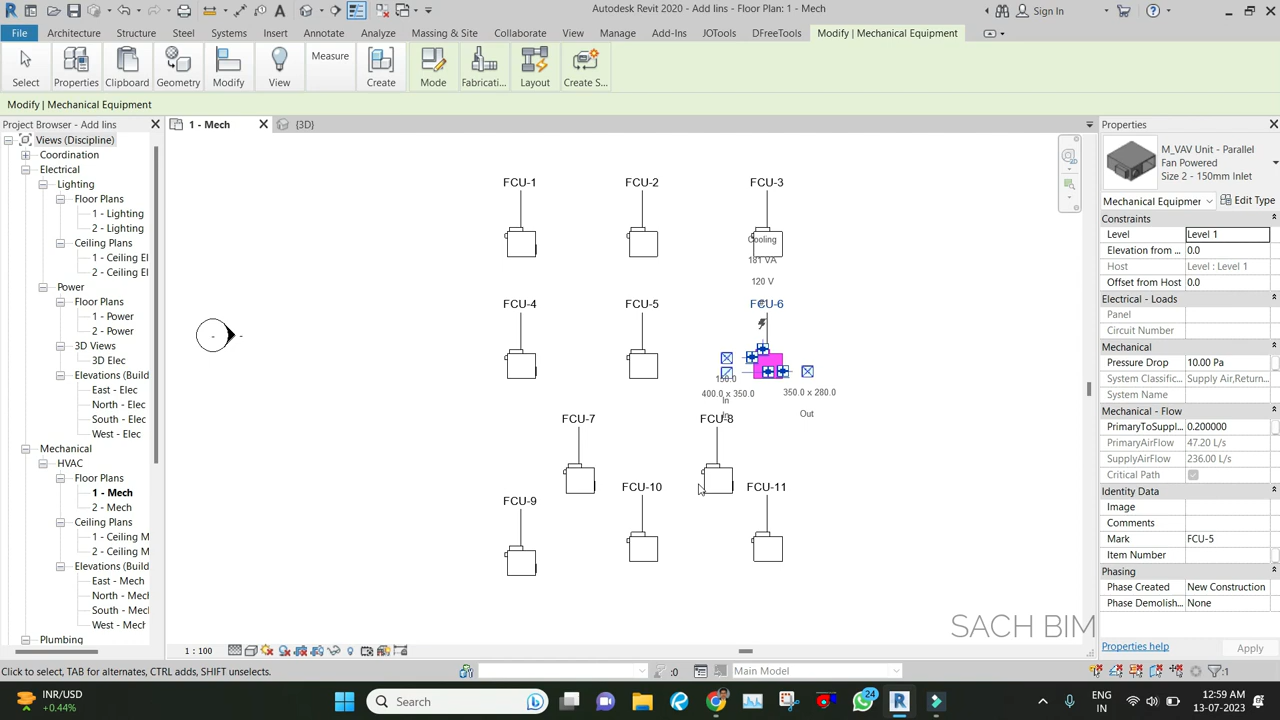 Autodesk Revit 2020 - Add lins - Floor Plan: 1 - Mech
Sign In
File Architecture Structure Steel Systems Insert Annotate Analyze Massing & Site Collaborate View Manage Add-Ins JOTools DFreeTools Modify | Mechanical Equipment
Select Properties Clipboard Geometry Modify View Measure Create Mode Fabricati... Layout Create S...
Modify | Mechanical Equipment
Project Browser - Add lins
Views (Discipline)
Coordination
Electrical
Lighting
Floor Plans
1 - Lighting
2 - Lighting
Ceiling Plans
1 - Ceiling El
2 - Ceiling El
Power
Floor Plans
1 - Power
2 - Power
3D Views
3D Elec
Elevations (Build
East - Elec
North - Elec
South - Elec
West - Elec
Mechanical
HVAC
Floor Plans
1 - Mech
2 - Mech
Ceiling Plans
1 - Ceiling M
2 - Ceiling M
Elevations (Build
East - Mech
North - Mech
South - Mech
West - Mech
Plumbing
1 - Mech
{3D}
FCU-1 FCU-2 FCU-3
Cooling
181 VA
120 V
FCU-4 FCU-5 FCU-6
150.0
400.0 x 350.0
In
In
350.0 x 280.0
Out
FCU-7 FCU-8
FCU-9 FCU-10 FCU-11
SACH BIM
Properties
M_VAV Unit - Parallel
Fan Powered
Size 2 - 150mm Inlet
Mechanical Equipmer
Edit Type
Constraints
Level Level 1
Elevation from ... 0.0
Host Level : Level 1
Offset from Host 0.0
Electrical - Loads
Panel
Circuit Number
Mechanical
Pressure Drop 10.00 Pa
System Classific... Supply Air,Return...
System Name
Mechanical - Flow
PrimaryToSuppl... 0.200000
PrimaryAirFlow 47.20 L/s
SupplyAirFlow 236.00 L/s
Critical Path
Identity Data
Image
Comments
Mark FCU-5
Item Number
Phasing
Phase Created New Construction
Phase Demolish... None
Properties help
Apply
1 : 100
Click to select, TAB for alternates, CTRL adds, SHIFT unselects.
:0
Main Model
:1
INR/USD
+0.44%
Search
24
ENG
IN
12:59 AM
13-07-2023